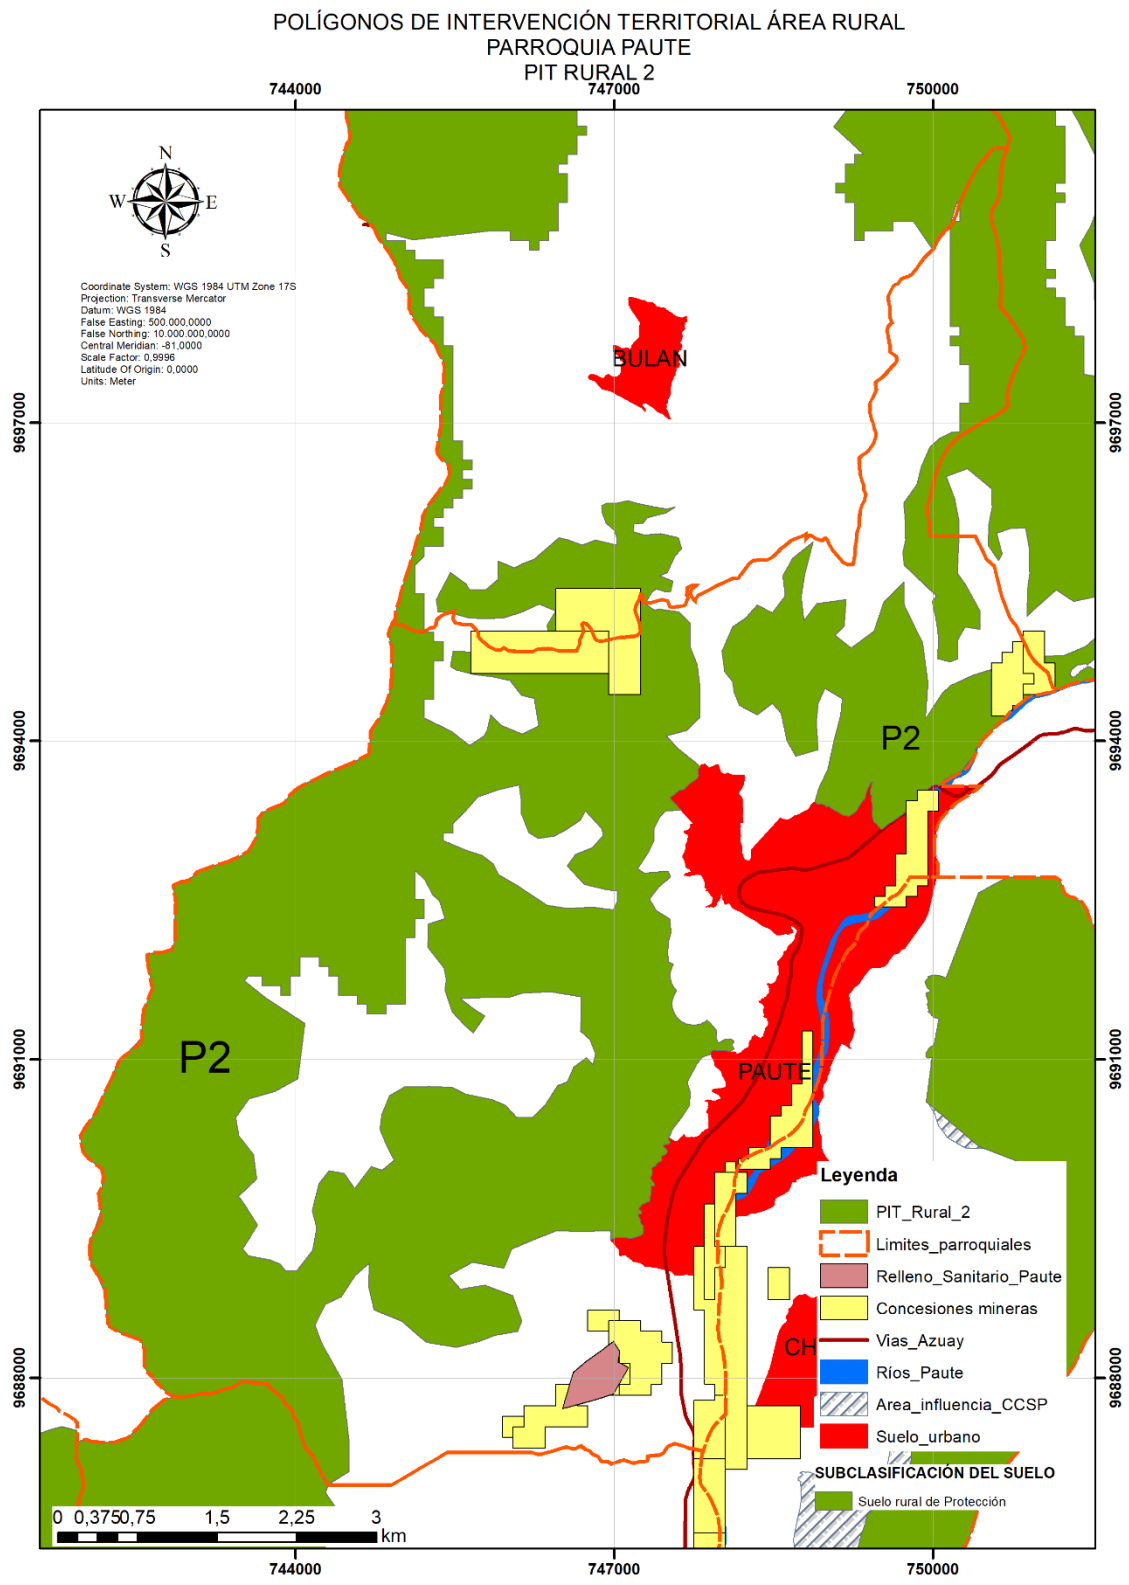 POLÍGONOS DE INTERVENCIÓN TERRITORIAL ÁREA RURAL
PARROQUIA PAUTE
PIT RURAL 2
744000 747000 750000
N
W E
S
Coordinate System: WGS 1984 UTM Zone 17S
Projection: Transverse Mercator
Datum: WGS 1984
False Easting: 500.000,0000
False Northing: 10.000.000,0000
Central Meridian: -81,0000
Scale Factor: 0,9996
Latitude Of Origin: 0,0000
Units: Meter
BULAN
9697000 9697000
P2
9694000 9694000
P2
9691000 9691000
PAUTE
CH
9688000 9688000
Leyenda
PIT_Rural_2
Limites_parroquiales
Relleno_Sanitario_Paute
Concesiones mineras
Vias_Azuay
Ríos_Paute
Area_influencia_CCSP
Suelo_urbano
SUBCLASIFICACIÓN DEL SUELO
Suelo rural de Protección
0 0,375 0,75 1,5 2,25 3
km
744000 747000 750000